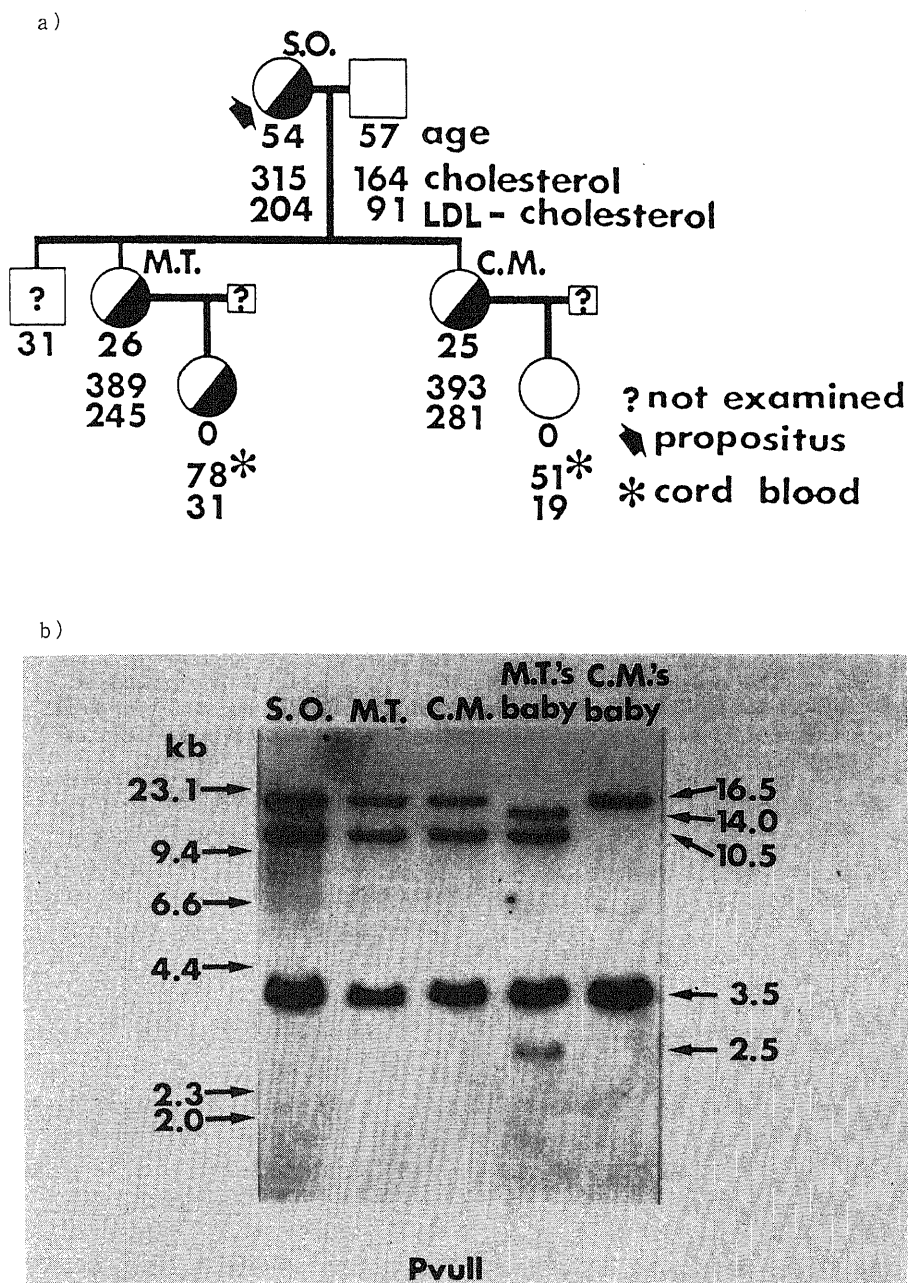 a)
S.O.
54 57 age
315 164 cholesterol
204 91 LDL - cholesterol
M.T. C.M.
? ? ?
31 26 25
389 393
245 281
0 0
78* 51*
31 19
? not examined
propositus
* cord blood
b)
M.T.'s C.M.'s
S.O. M.T. C.M. baby baby
kb
23.1 16.5
14.0
9.4 10.5
6.6
4.4
3.5
2.5
2.3
2.0
PvuII